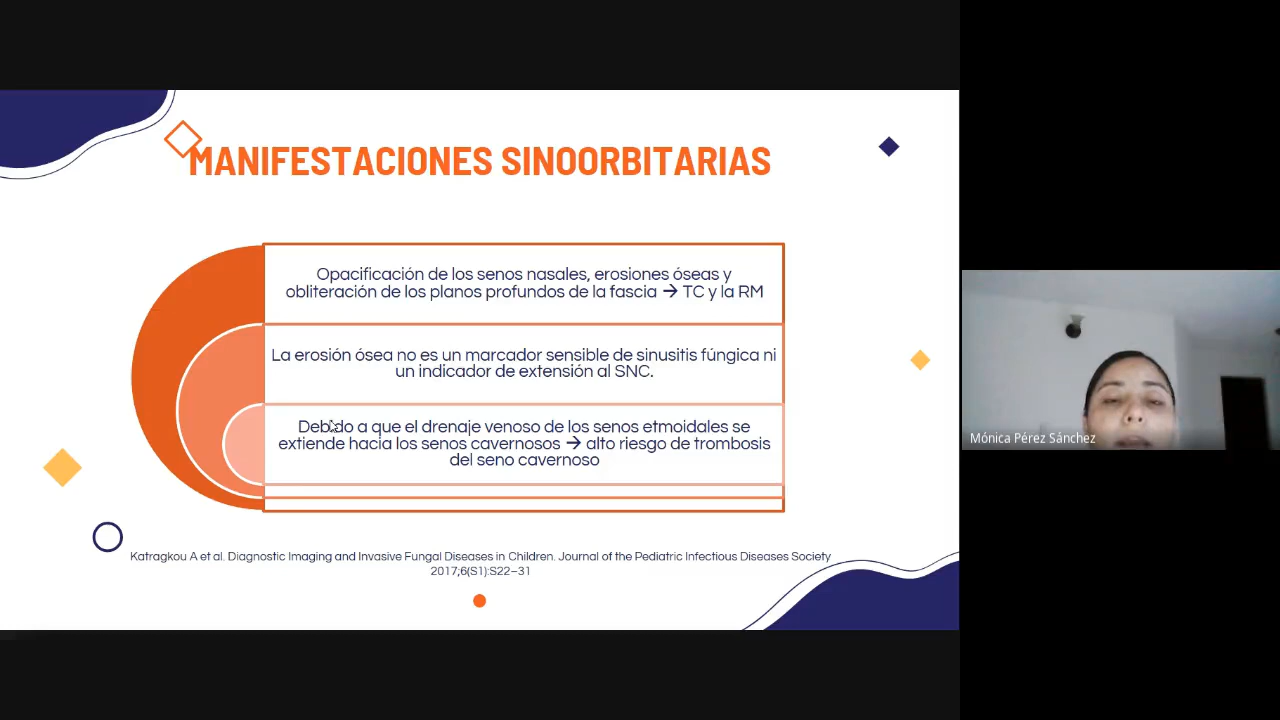 MANIFESTACIONES SINOORBITARIAS
Opacificación de los senos nasales, erosiones óseas y
obliteración de los planos profundos de la fascia → TC y la RM
La erosión ósea no es un marcador sensible de sinusitis fúngica ni
un indicador de extensión al SNC.
Debido a que el drenaje venoso de los senos etmoidales se
extiende hacia los senos cavernosos → alto riesgo de trombosis
del seno cavernoso
Katragkou A et al. Diagnostic Imaging and Invasive Fungal Diseases in Children. Journal of the Pediatric Infectious Diseases Society
2017;6(S1):S22–31
Mónica Pérez Sánchez